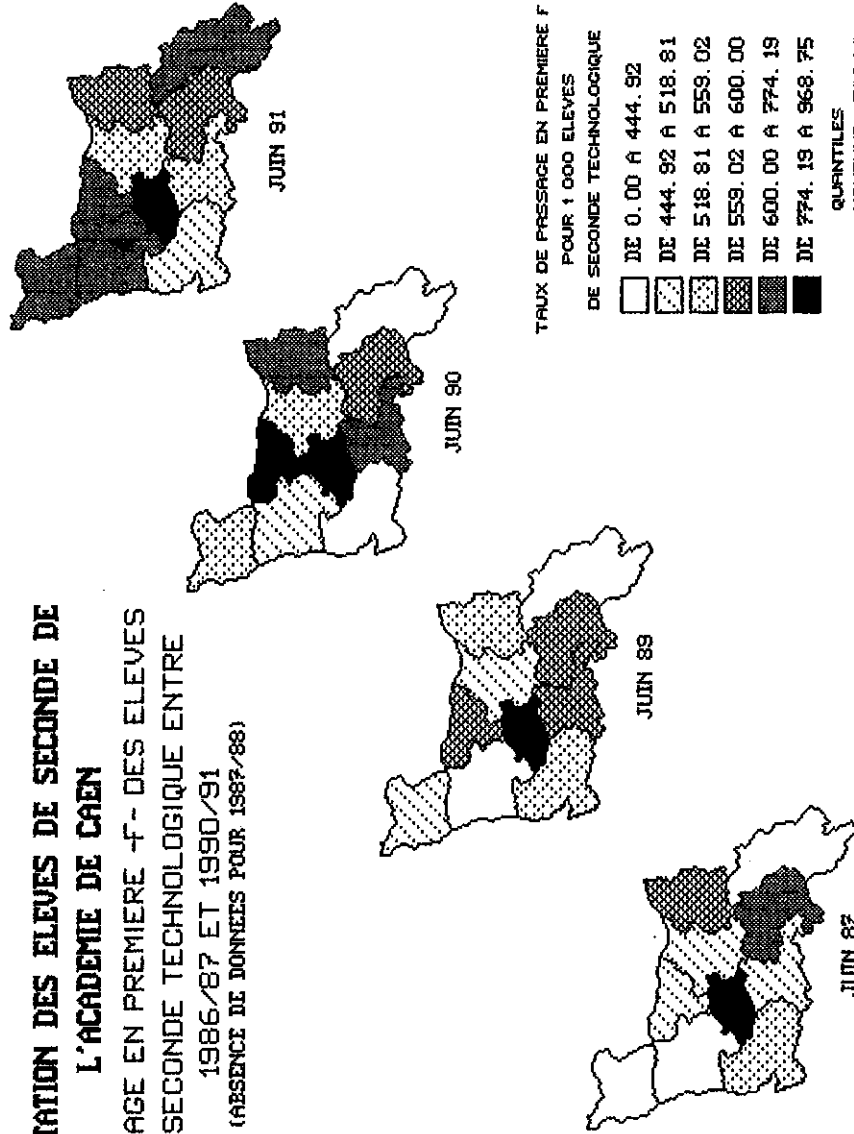 TATION DES ELEVES DE SECONDE DE
L'ACADEMIE DE CAEN
AGE EN PREMIERE -F- DES ELEVES
SECONDE TECHNOLOGIQUE ENTRE
1986/87 ET 1990/91
(ABSENCE DE DONNEES POUR 1987/88)
JUIN 87
JUIN 89
JUIN 90
JUIN 91
TAUX DE PASSAGE EN PREMIERE F
POUR 1 000 ELEVES
DE SECONDE TECHNOLOGIQUE
DE 0.00 A 444.92
DE 444.92 A 518.81
DE 518.81 A 559.02
DE 559.02 A 600.00
DE 600.00 A 774.19
DE 774.19 A 968.75
QUANTILES